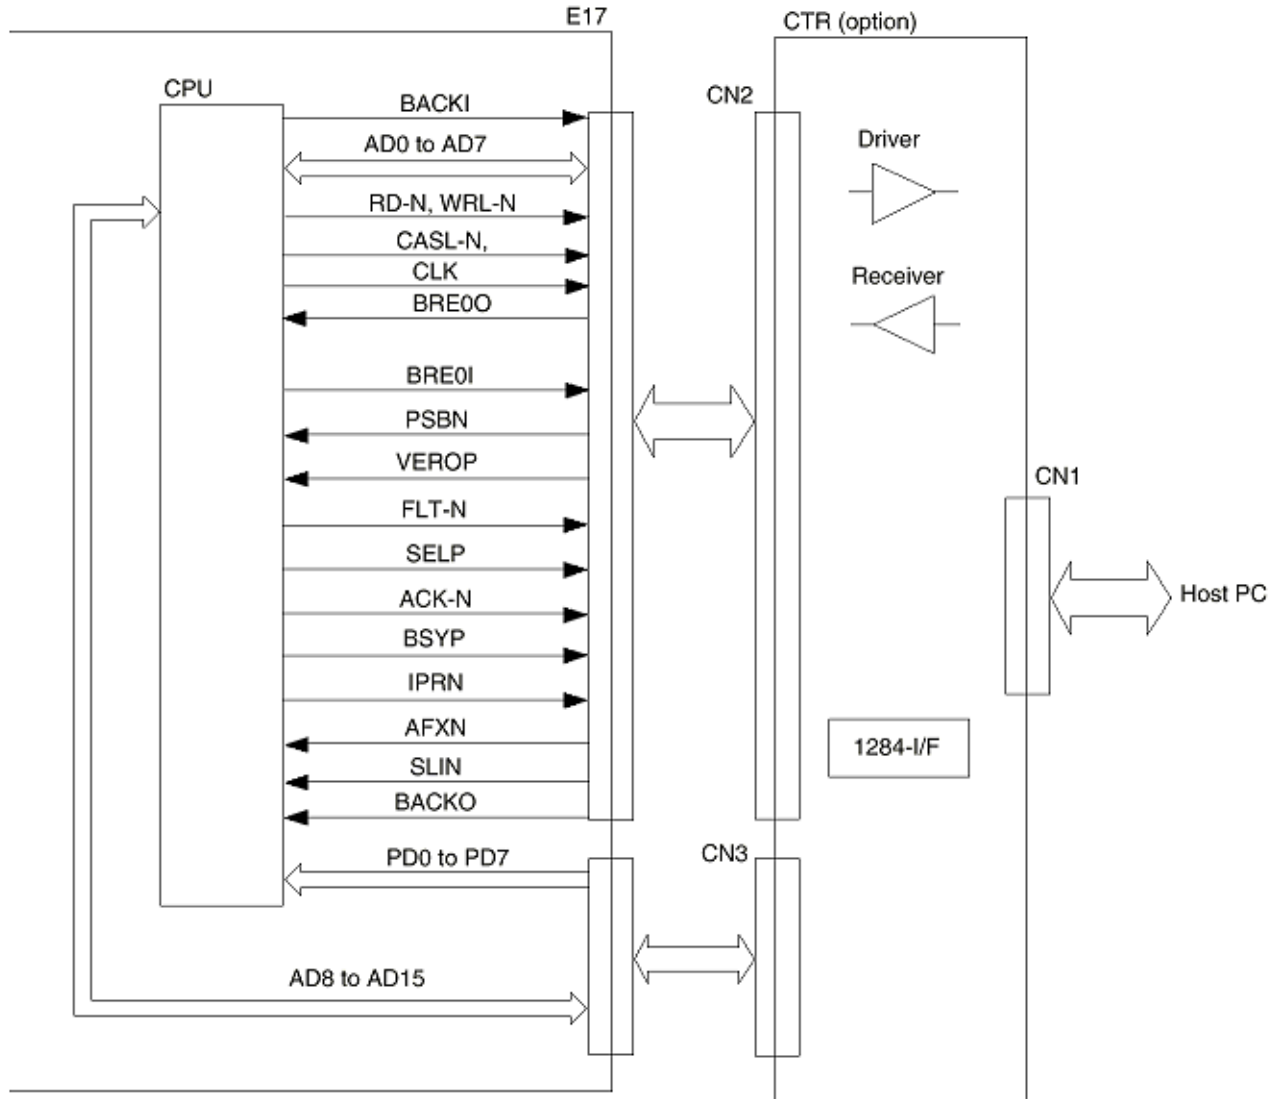 E17
CTR (option)
CPU
CN2
BACKI
AD0 to AD7
Driver
RD-N, WRL-N
CASL-N,
CLK
Receiver
BRE0O
BRE0I
PSBN
VEROP
CN1
FLT-N
SELP
ACK-N
Host PC
BSYP
IPRN
AFXN
1284-I/F
SLIN
BACKO
PD0 to PD7
CN3
AD8 to AD15